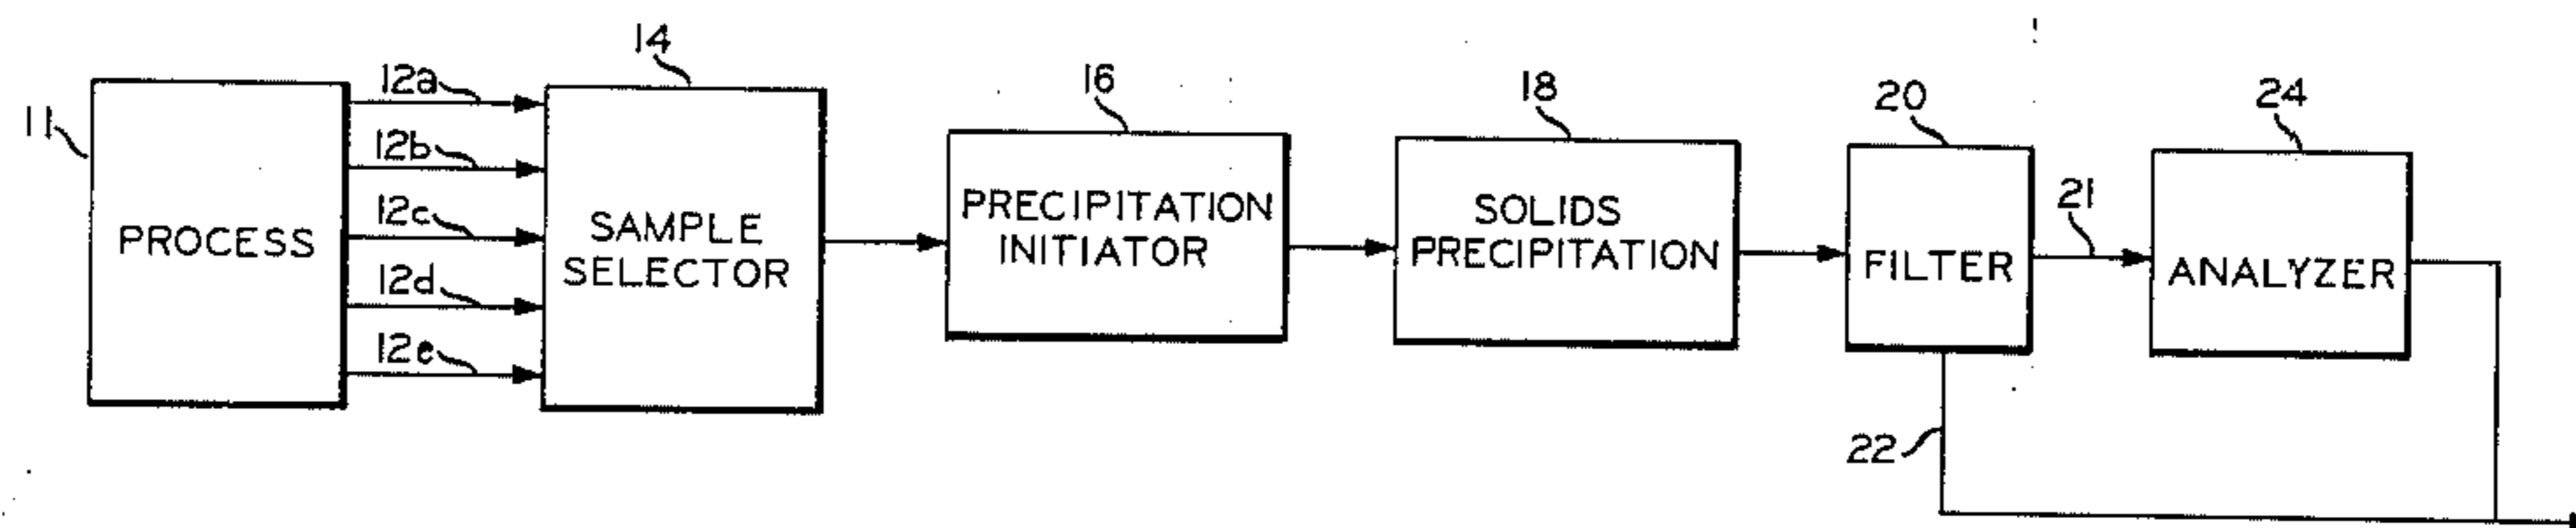 14
12a
16
18
20
24
11
12b
21
12c
PROCESS
SAMPLE
SELECTOR
PRECIPITATION
INITIATOR
SOLIDS
PRECIPITATION
FILTER
ANALYZER
12d
12e
22